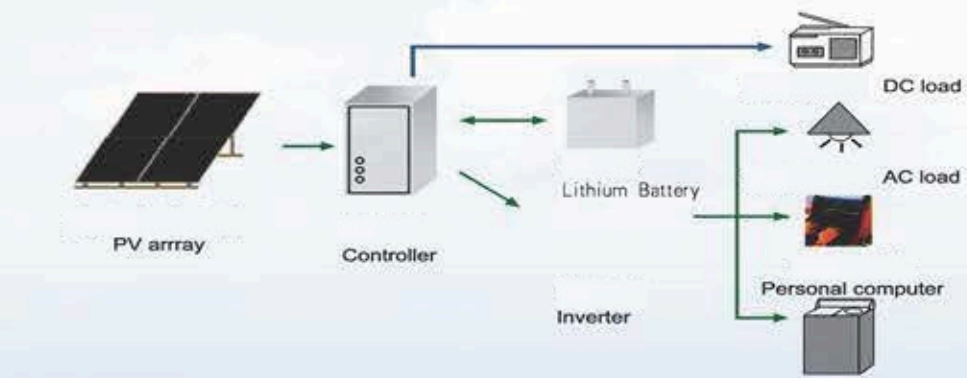 DC load
Lithium Battery
AC load
PV arrray
Controller
Personal computer
Inverter